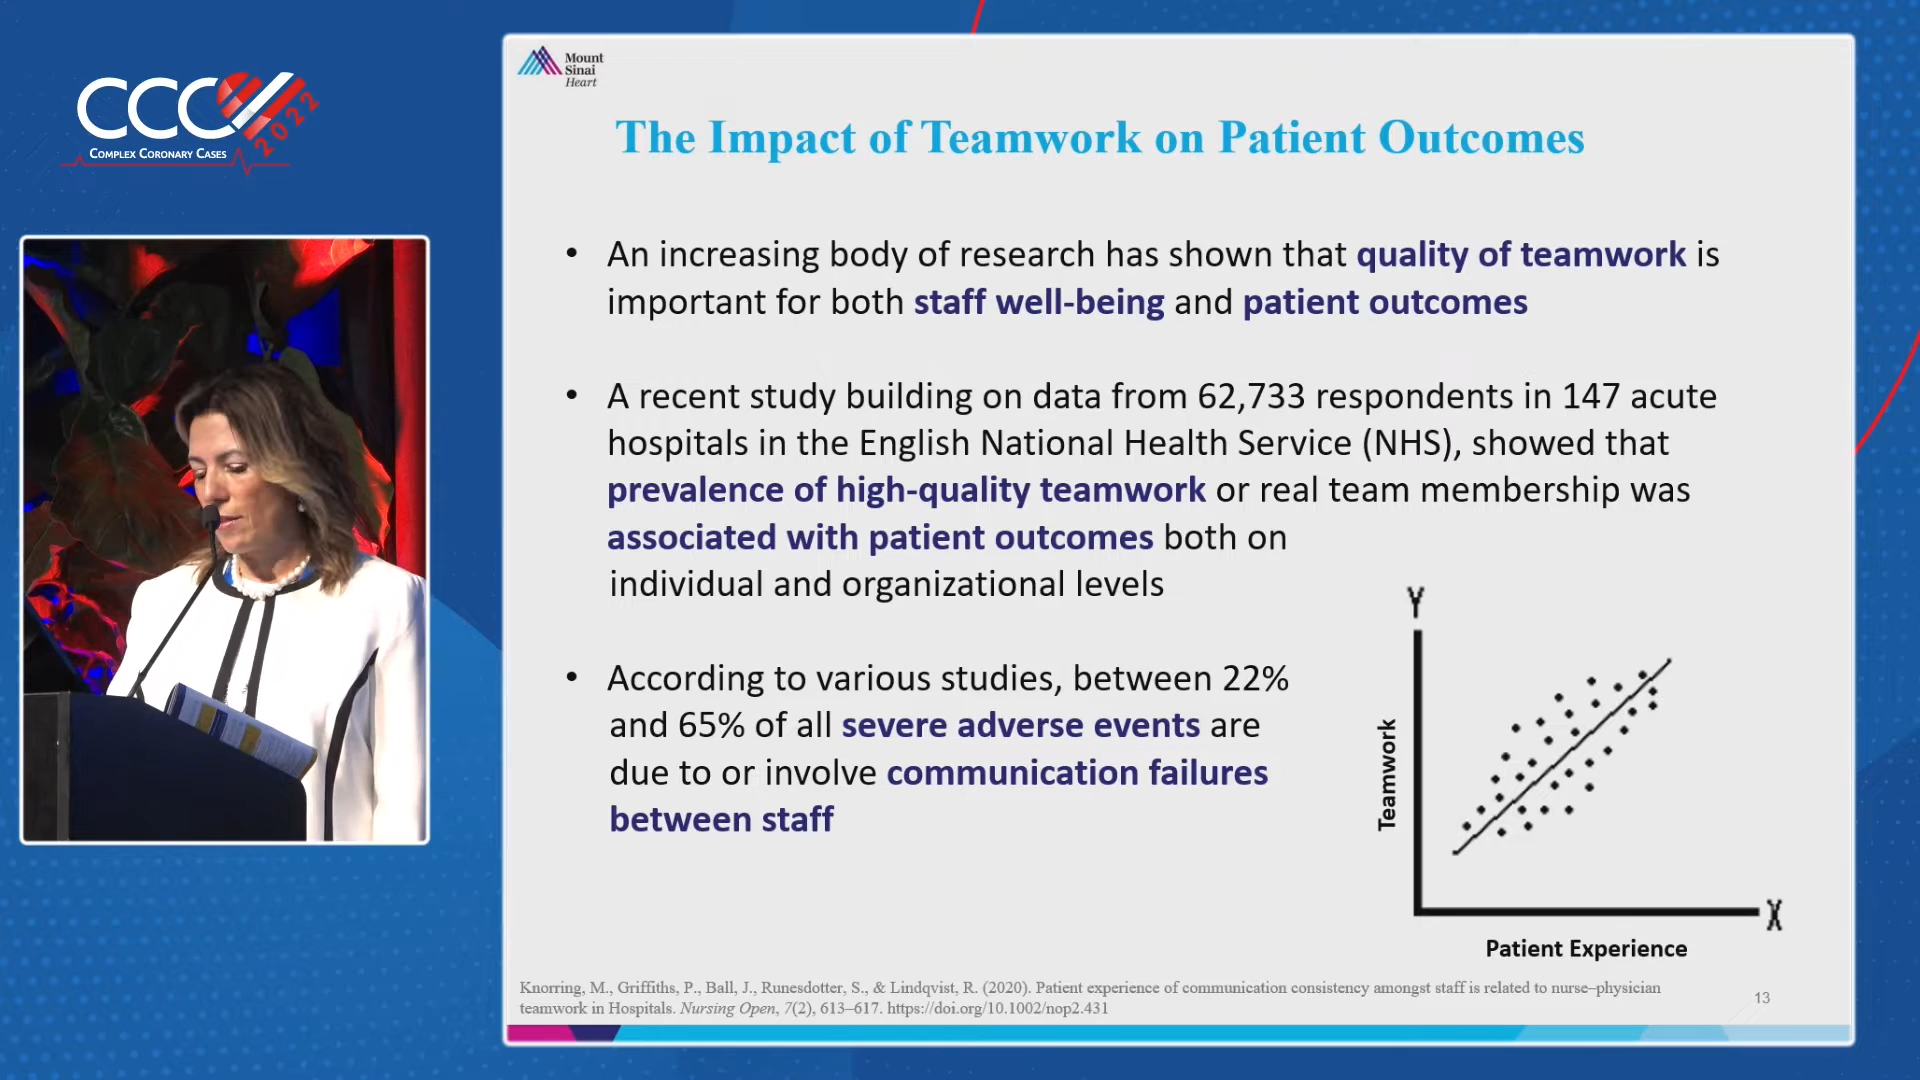 CCC
2022
COMPLEX CORONARY CASES
Mount
Sinai
Heart
The Impact of Teamwork on Patient Outcomes
• An increasing body of research has shown that quality of teamwork is
important for both staff well-being and patient outcomes
• A recent study building on data from 62,733 respondents in 147 acute
hospitals in the English National Health Service (NHS), showed that
prevalence of high-quality teamwork or real team membership was
associated with patient outcomes both on
individual and organizational levels
• According to various studies, between 22%
and 65% of all severe adverse events are
due to or involve communication failures
between staff
Y
Teamwork
X
Patient Experience
Knorring, M., Griffiths, P., Ball, J., Runesdotter, S., & Lindqvist, R. (2020). Patient experience of communication consistency amongst staff is related to nurse–physician
teamwork in Hospitals. Nursing Open, 7(2), 613–617. https://doi.org/10.1002/nop2.431
13